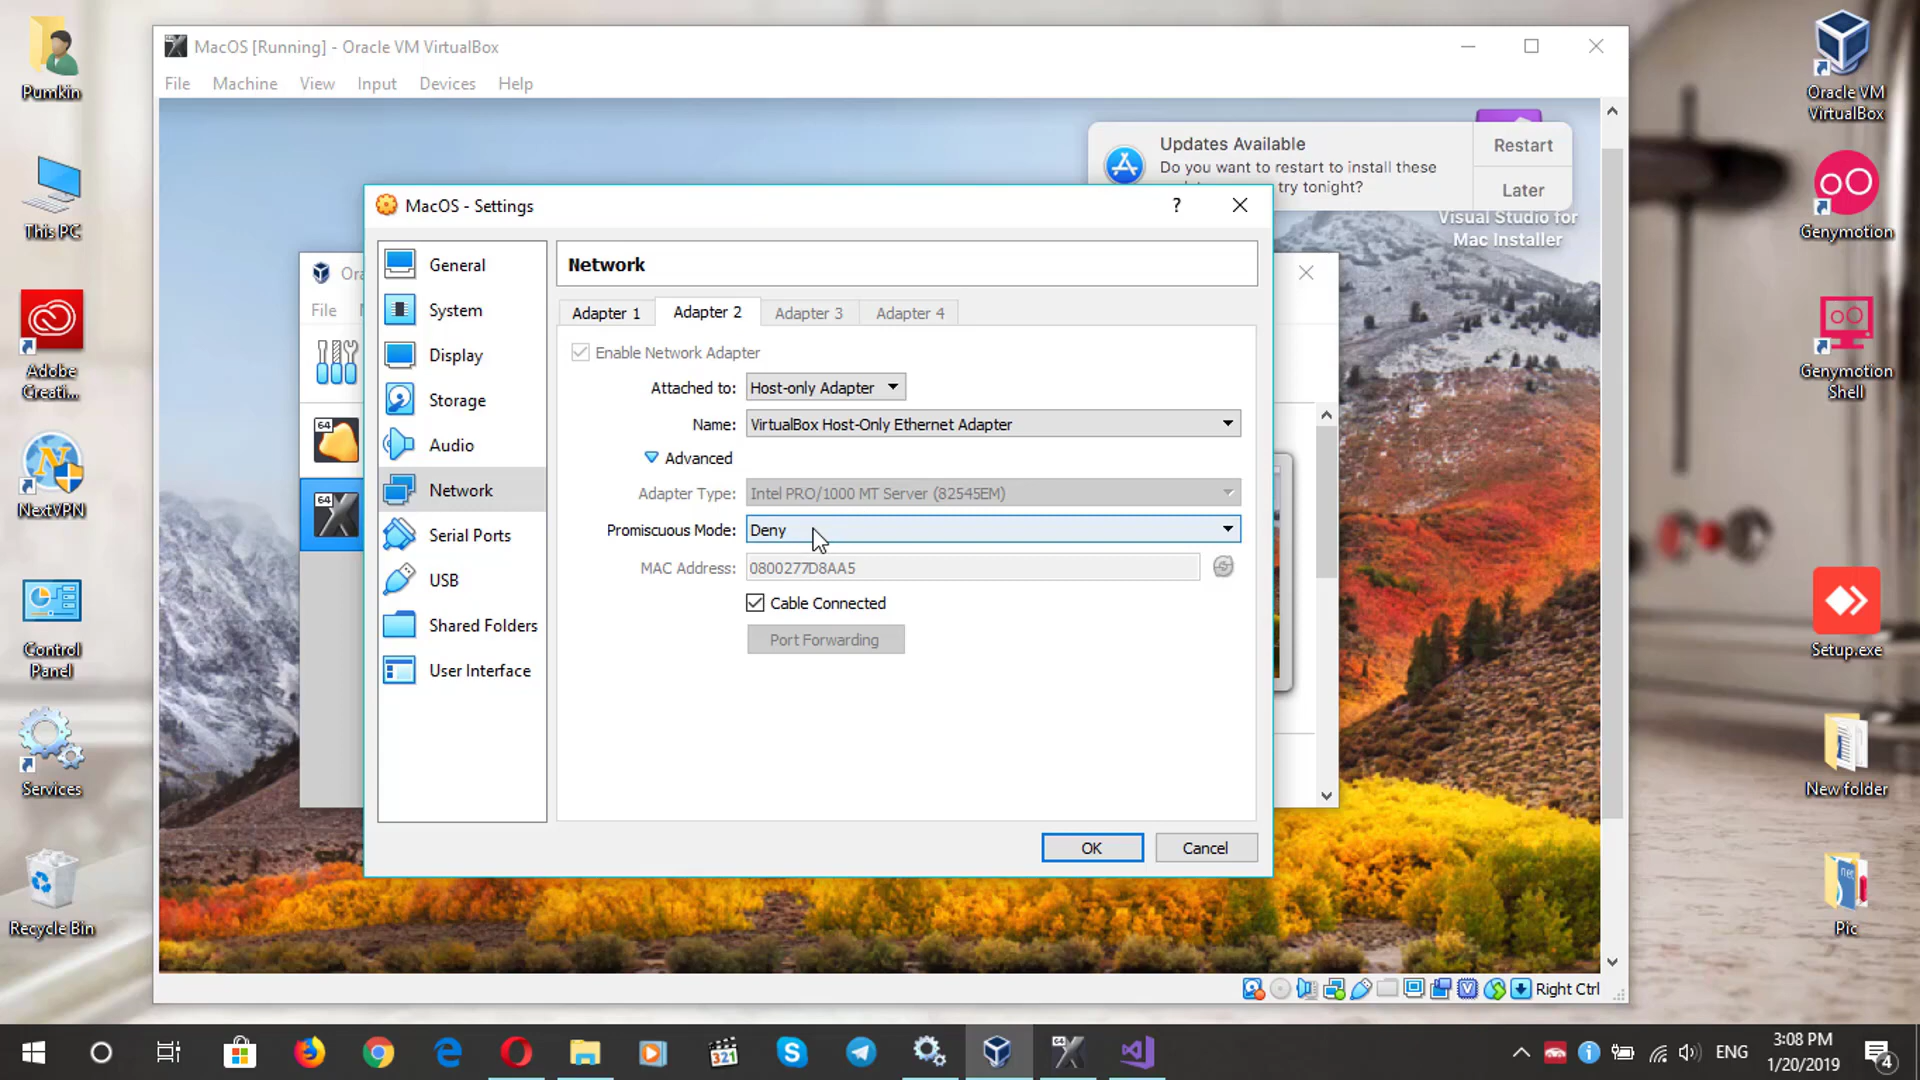 Pumkin
This PC
Adobe
Creati...
NextVPN
Control
Panel
Services
Recycle Bin
MacOS [Running] - Oracle VM VirtualBox
File
Machine
View
Input
Devices
Help
Updates Available
Do you want to restart to install these
try tonight?
Restart
Later
Visual Studio for
Mac Installer
File
64
64
MacOS - Settings
?
General
System
Display
Storage
Audio
Network
Serial Ports
USB
Shared Folders
User Interface
Network
Adapter 1
Adapter 2
Adapter 3
Adapter 4
Enable Network Adapter
Attached to:
Host-only Adapter
Name:
VirtualBox Host-Only Ethernet Adapter
Advanced
Adapter Type:
Intel PRO/1000 MT Server (82545EM)
Promiscuous Mode:
Deny
MAC Address:
0800277D8AA5
Cable Connected
Port Forwarding
OK
Cancel
Right Ctrl
Oracle VM
VirtualBox
Genymotion
Genymotion
Shell
Setup.exe
New folder
Pic
321
64
ENG
3:08 PM
1/20/2019
4